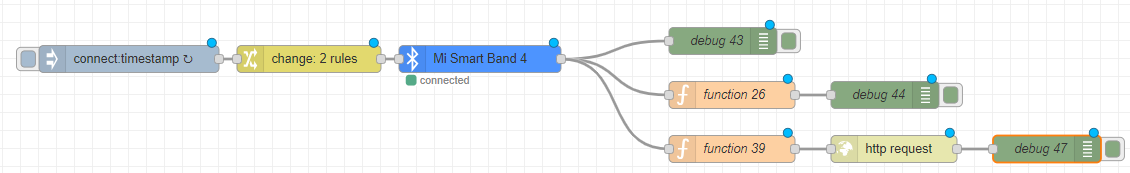 debug 43
connect:timestamp ↻
change: 2 rules
Mi Smart Band 4
connected
function 26
debug 44
function 39
http request
debug 47